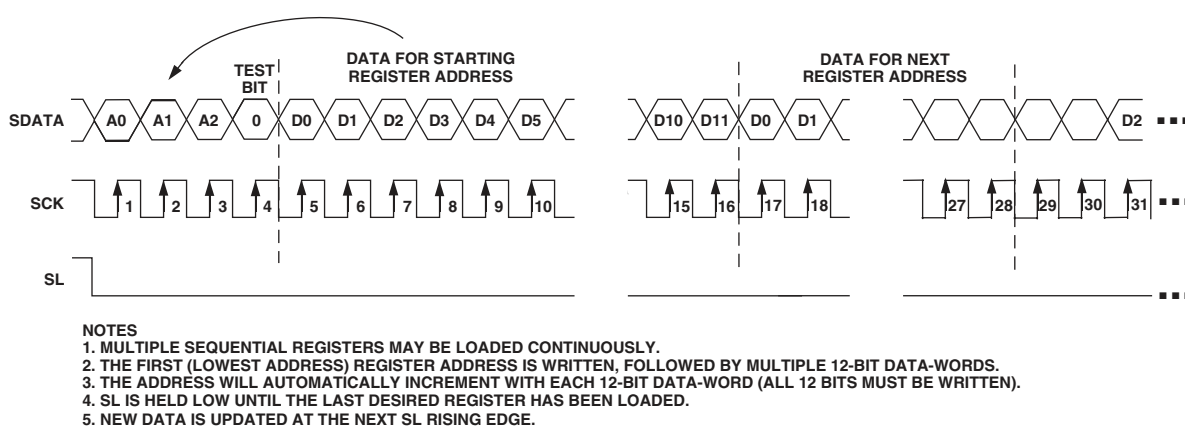 DATA FOR STARTING
REGISTER ADDRESS
DATA FOR NEXT
REGISTER ADDRESS
TEST
BIT
SDATA A0 A1 A2 0 D0 D1 D2 D3 D4 D5 D10 D11 D0 D1 D2
SCK 1 2 3 4 5 6 7 8 9 10 15 16 17 18 27 28 29 30 31
SL
NOTES
1. MULTIPLE SEQUENTIAL REGISTERS MAY BE LOADED CONTINUOUSLY.
2. THE FIRST (LOWEST ADDRESS) REGISTER ADDRESS IS WRITTEN, FOLLOWED BY MULTIPLE 12-BIT DATA-WORDS.
3. THE ADDRESS WILL AUTOMATICALLY INCREMENT WITH EACH 12-BIT DATA-WORD (ALL 12 BITS MUST BE WRITTEN).
4. SL IS HELD LOW UNTIL THE LAST DESIRED REGISTER HAS BEEN LOADED.
5. NEW DATA IS UPDATED AT THE NEXT SL RISING EDGE.